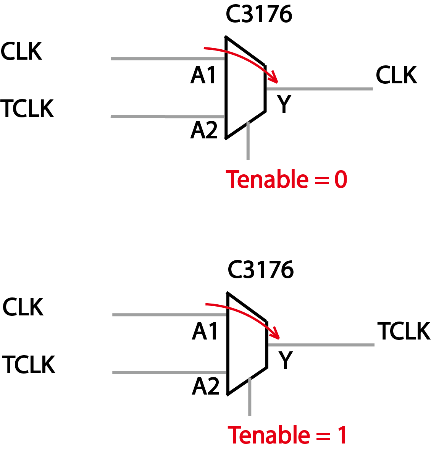 C3176
CLK
A1
CLK
TCLK
Y
A2
Tenable = 0
C3176
CLK
A1
TCLK
TCLK
Y
A2
Tenable = 1